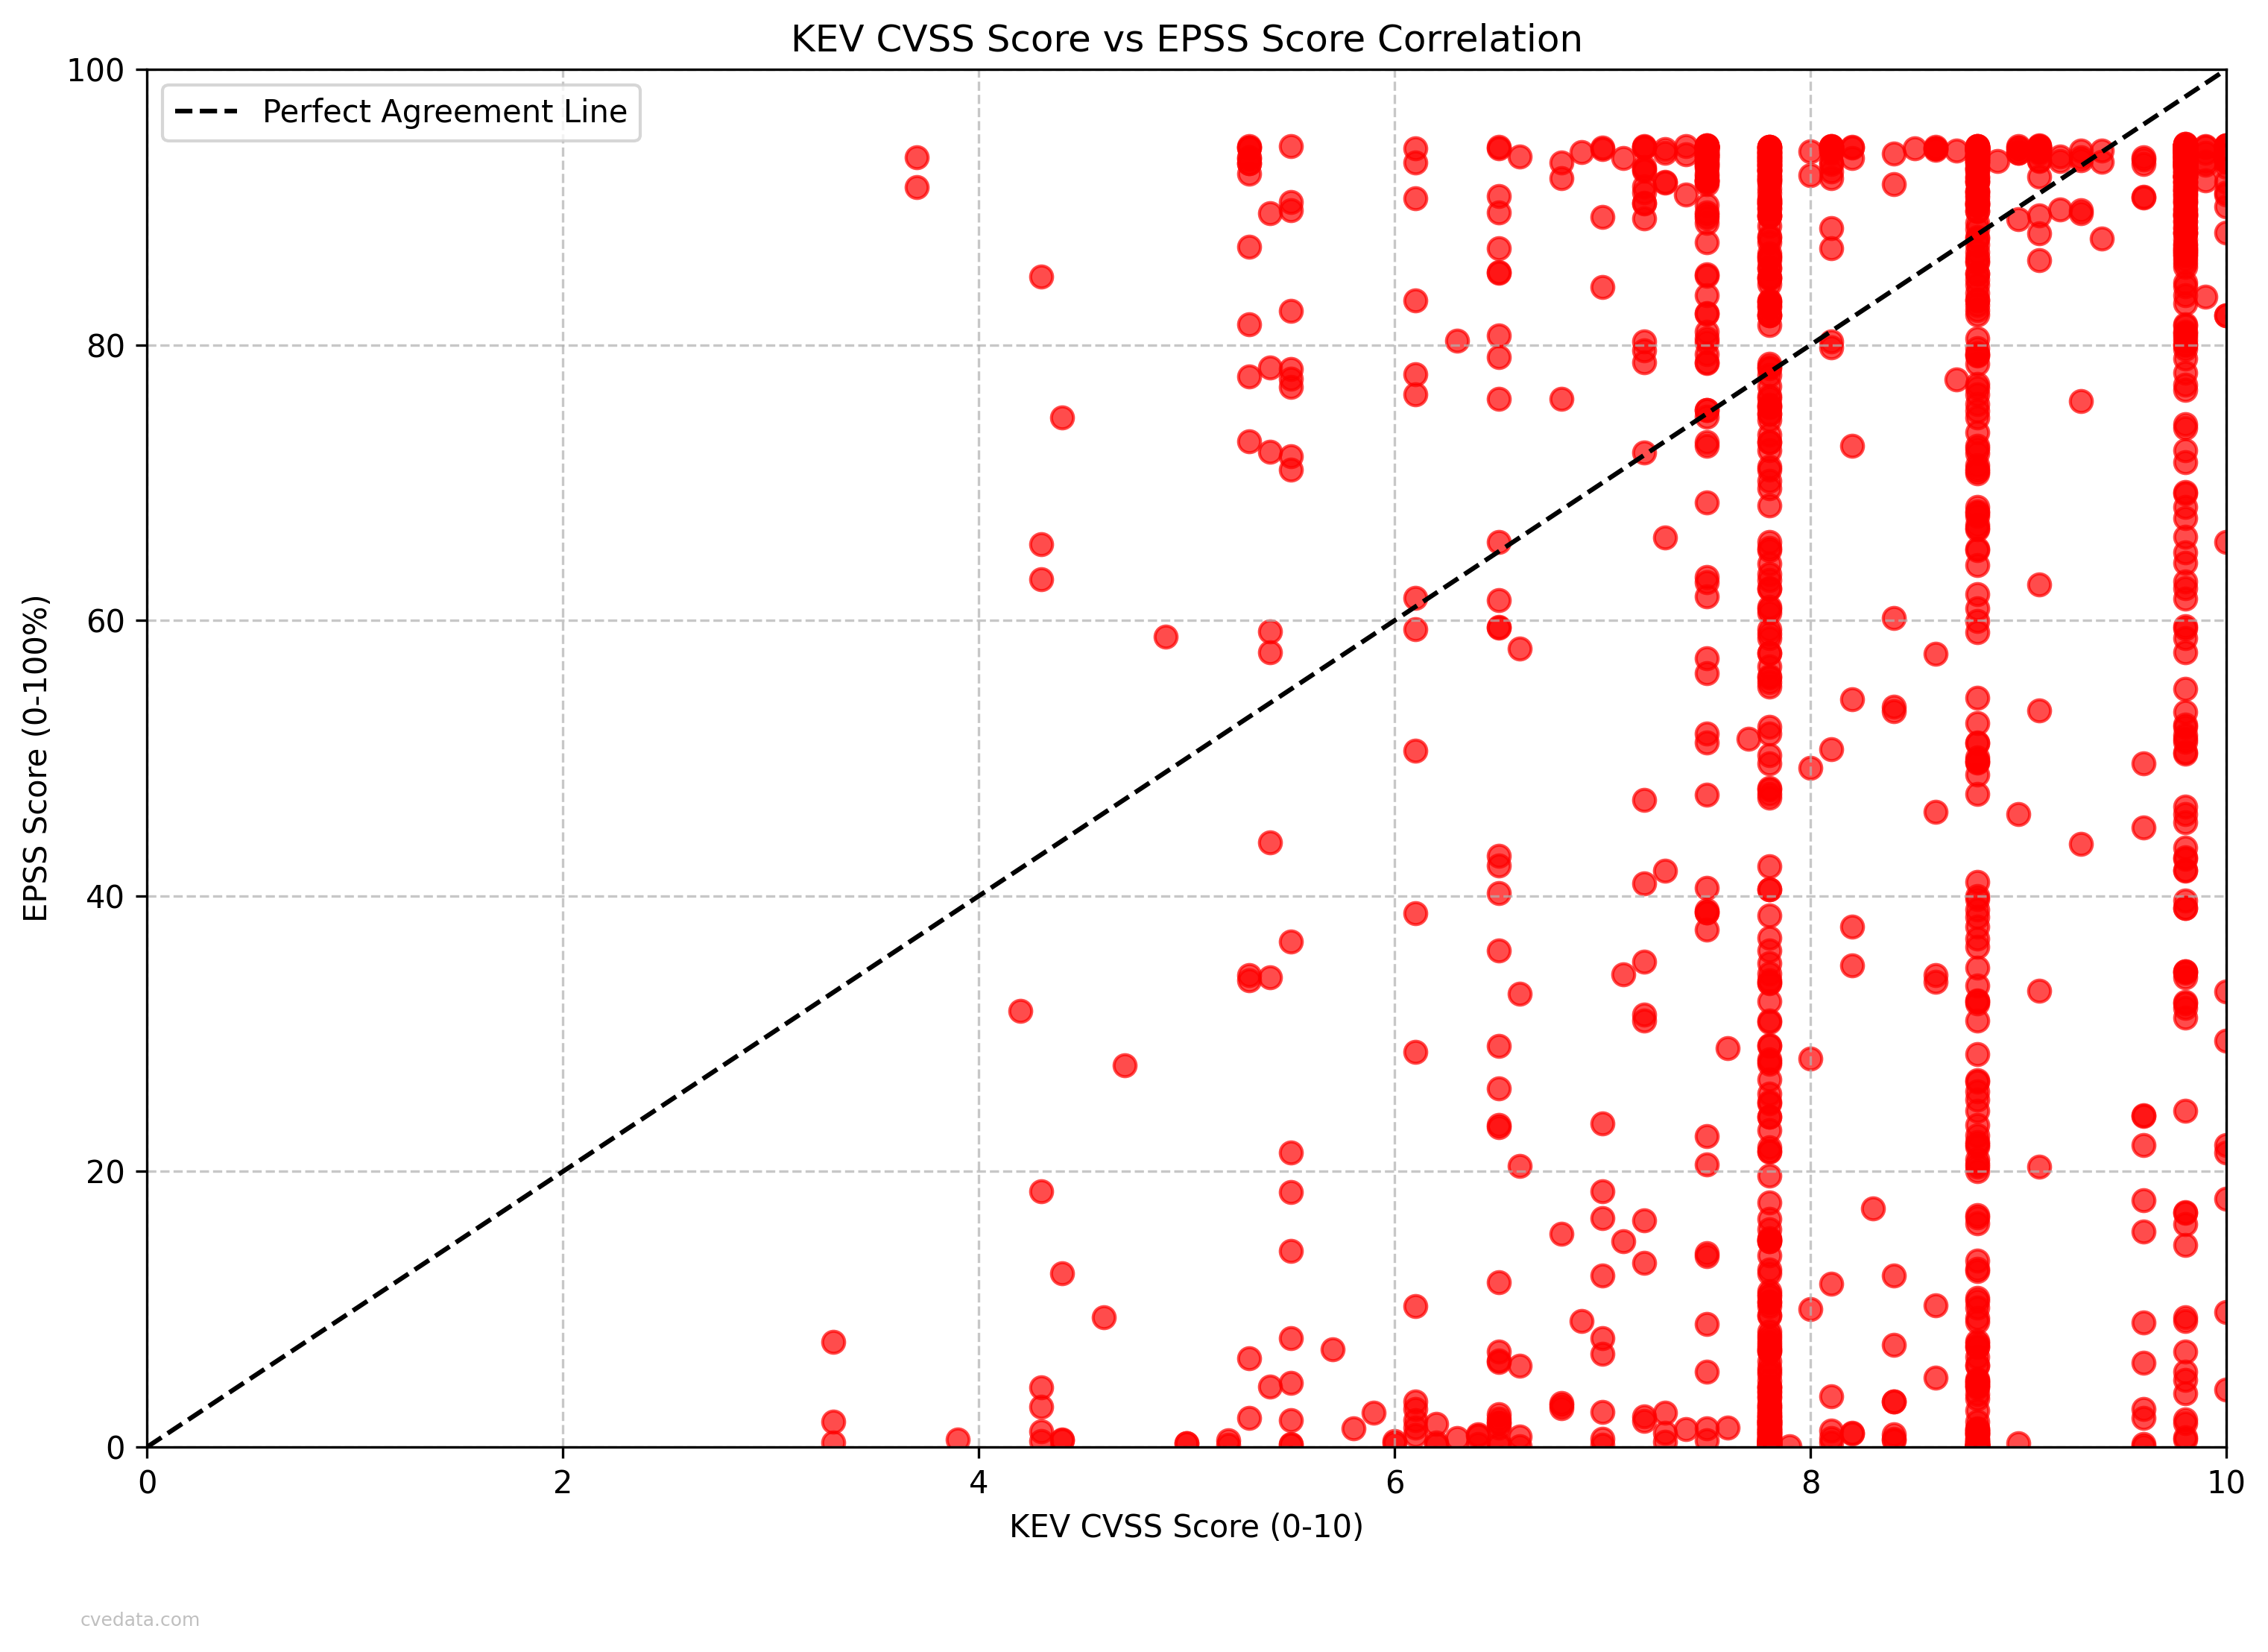 KEV CVSS Score vs EPSS Score Correlation
Perfect Agreement Line
EPSS Score (0-100%)
100
80
60
40
20
0
0 2 4 6 8 10
KEV CVSS Score (0-10)
cvedata.com